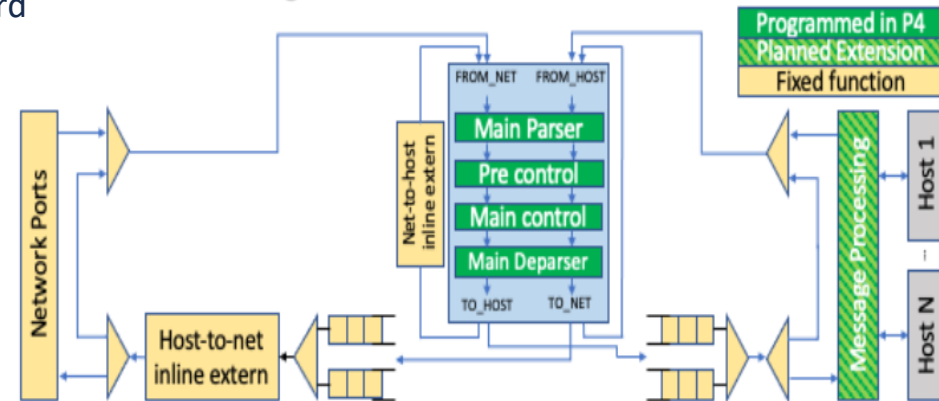 rd
Programmed in P4
Planned Extension
Fixed function
FROM_NET
FROM_HOST
Main Parser
Pre control
Main control
Main Deparser
TO_HOST
TO_NET
Net-to-host
inline extern
Network Ports
Host-to-net
inline extern
Message Processing
Host 1
...
Host N